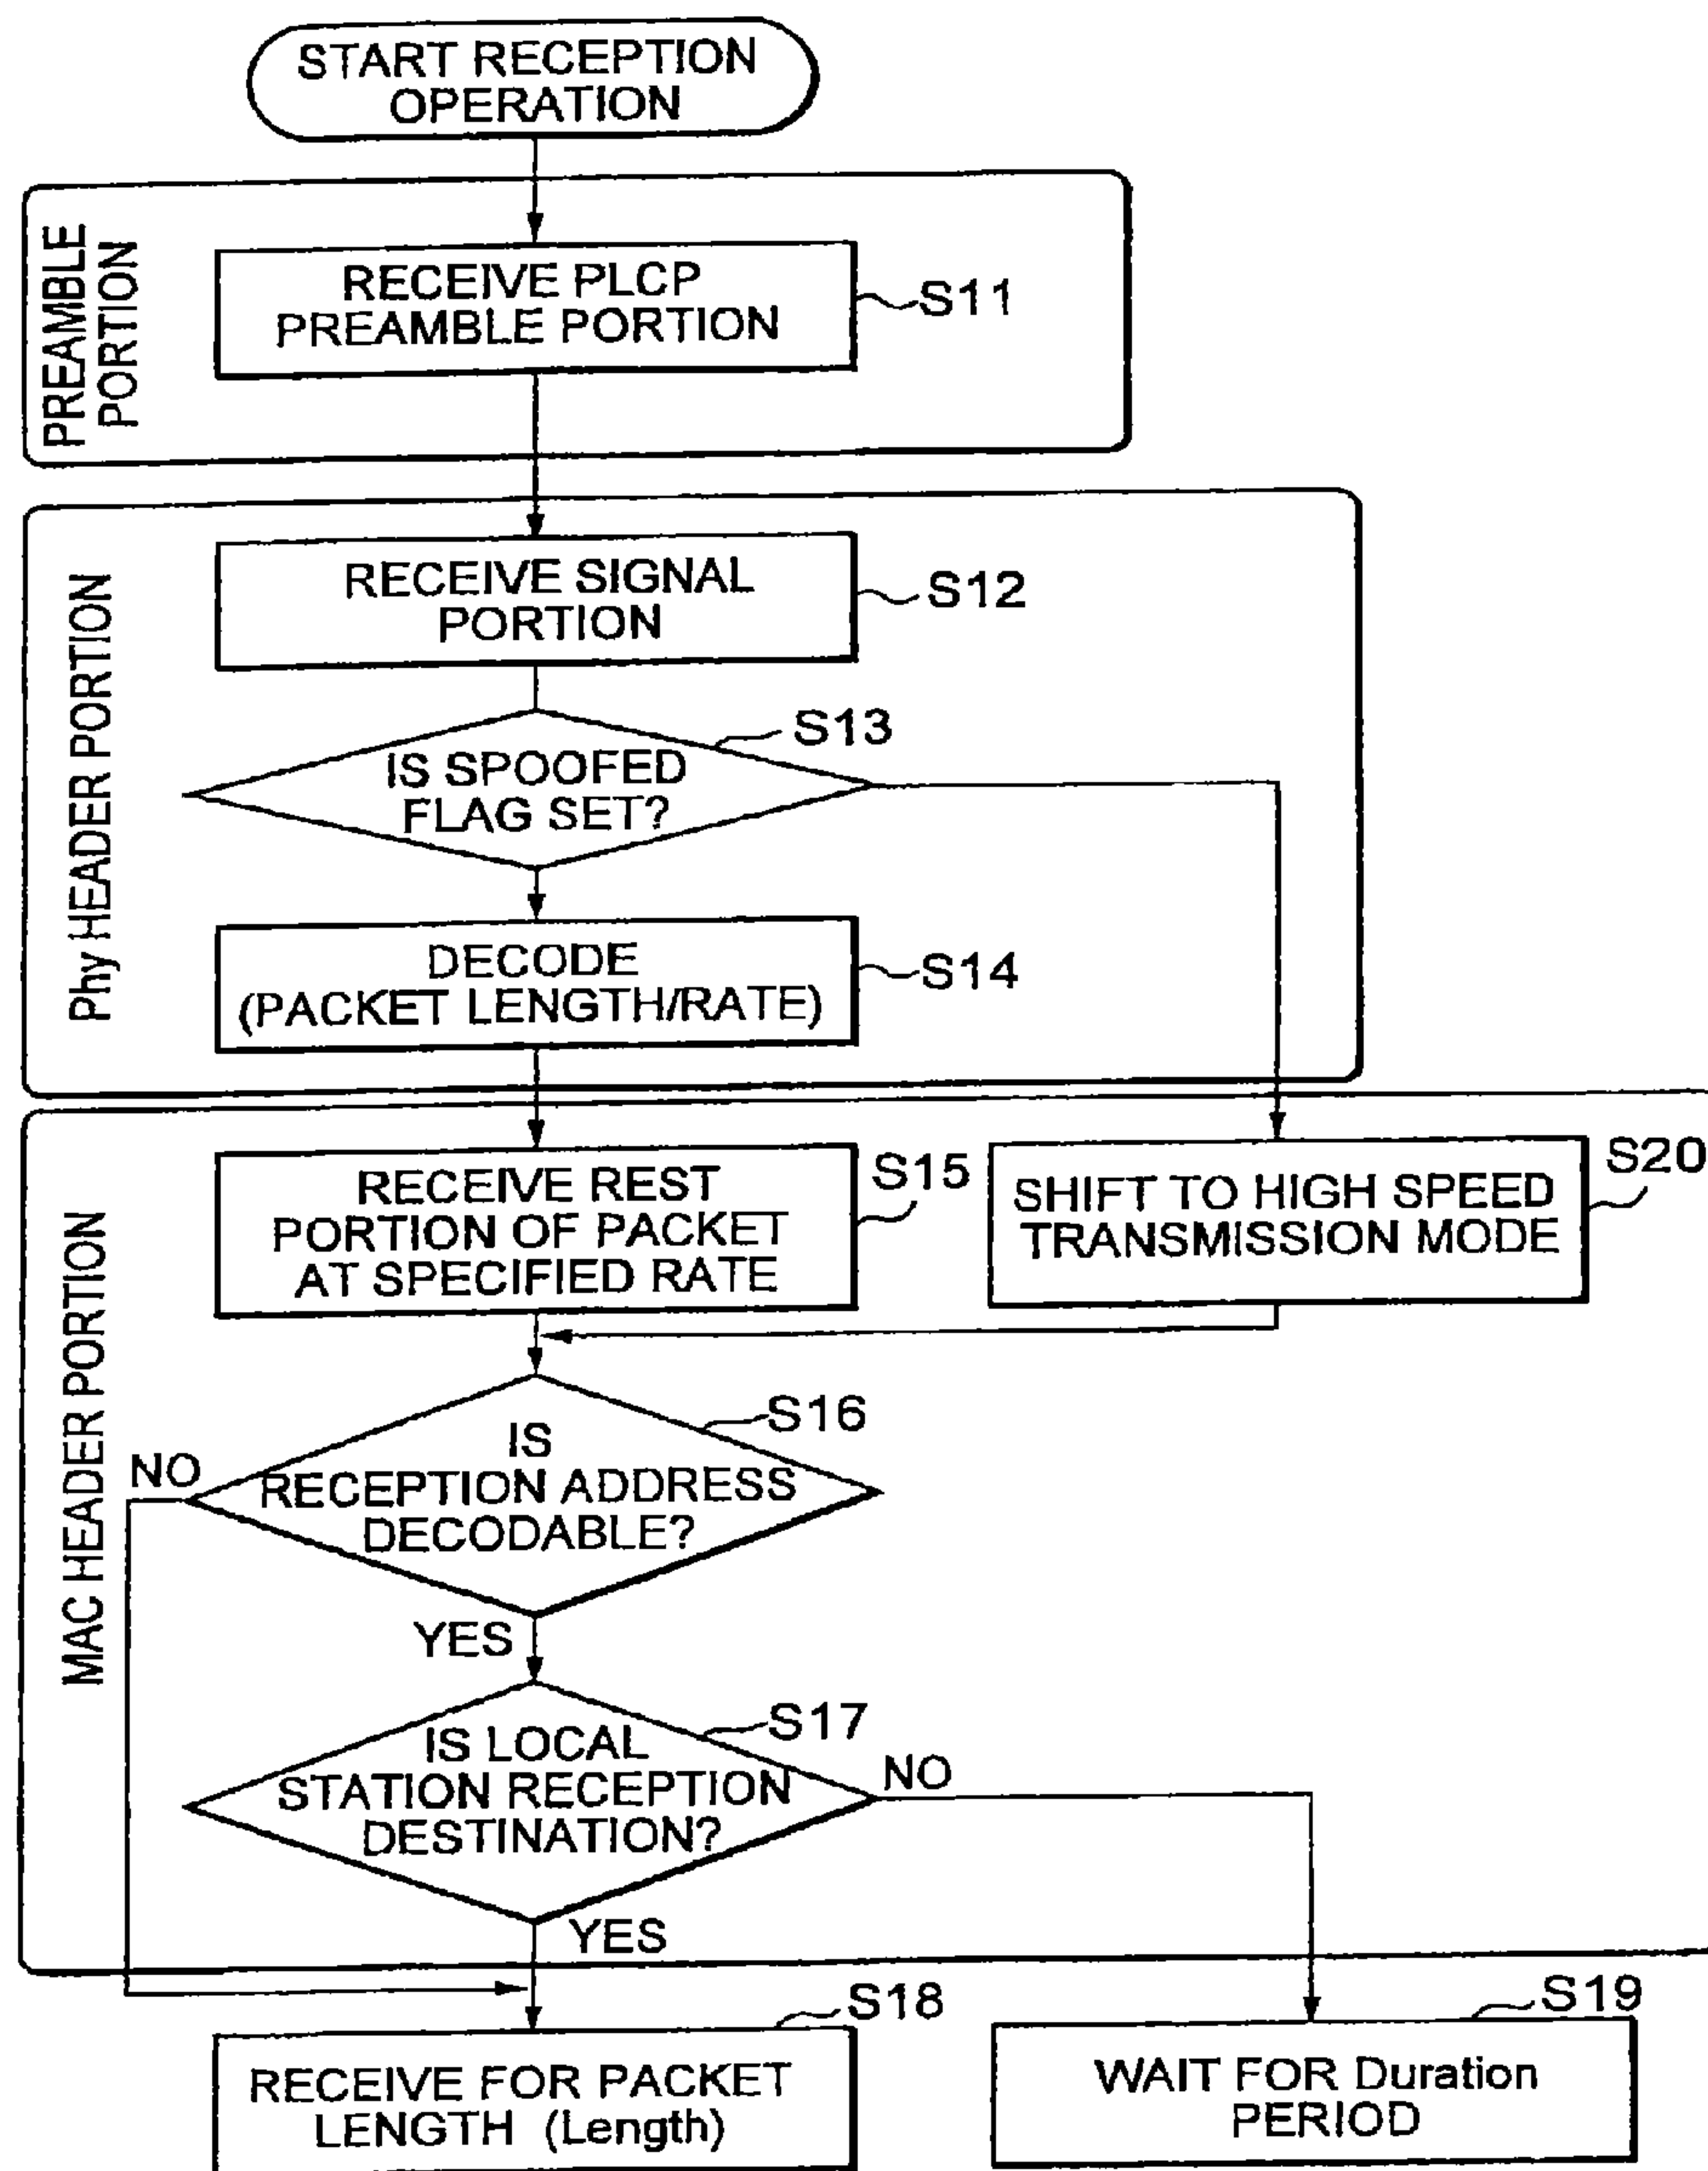 START RECEPTION
OPERATION
PREAMBLE
PORTION
RECEIVE PLCP
PREAMBLE PORTION
S11
Phy HEADER PORTION
RECEIVE SIGNAL
PORTION
S12
S13
IS SPOOFED
FLAG SET?
DECODE
(PACKET LENGTH/RATE)
S14
MAC HEADER PORTION
RECEIVE REST
PORTION OF PACKET
AT SPECIFIED RATE
S15
SHIFT TO HIGH SPEED
TRANSMISSION MODE
S20
S16
IS
RECEPTION ADDRESS
DECODABLE?
NO
YES
S17
IS LOCAL
STATION RECEPTION
DESTINATION?
NO
YES
S18
RECEIVE FOR PACKET
LENGTH (Length)
S19
WAIT FOR Duration
PERIOD